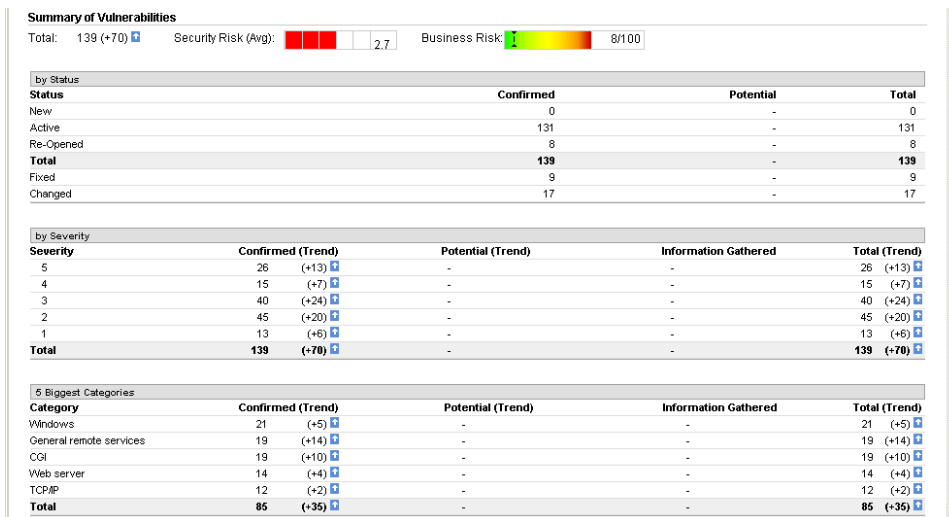 Summary of Vulnerabilities
Total: 139 (+70) Security Risk (Avg): 2.7 Business Risk: 8/100
by Status
Status Confirmed Potential Total
New 0 - 0
Active 131 - 131
Re-Opened 8 - 8
Total 139 - 139
Fixed 9 - 9
Changed 17 - 17
by Severity
Severity Confirmed (Trend) Potential (Trend) Information Gathered Total (Trend)
5 26 (+13) - - 26 (+13)
4 15 (+7) - - 15 (+7)
3 40 (+24) - - 40 (+24)
2 45 (+20) - - 45 (+20)
1 13 (+6) - - 13 (+6)
Total 139 (+70) - - 139 (+70)
5 Biggest Categories
Category Confirmed (Trend) Potential (Trend) Information Gathered Total (Trend)
Windows 21 (+5) - - 21 (+5)
General remote services 19 (+14) - - 19 (+14)
CGI 19 (+10) - - 19 (+10)
Web server 14 (+4) - - 14 (+4)
TCP/IP 12 (+2) - - 12 (+2)
Total 85 (+35) - - 85 (+35)